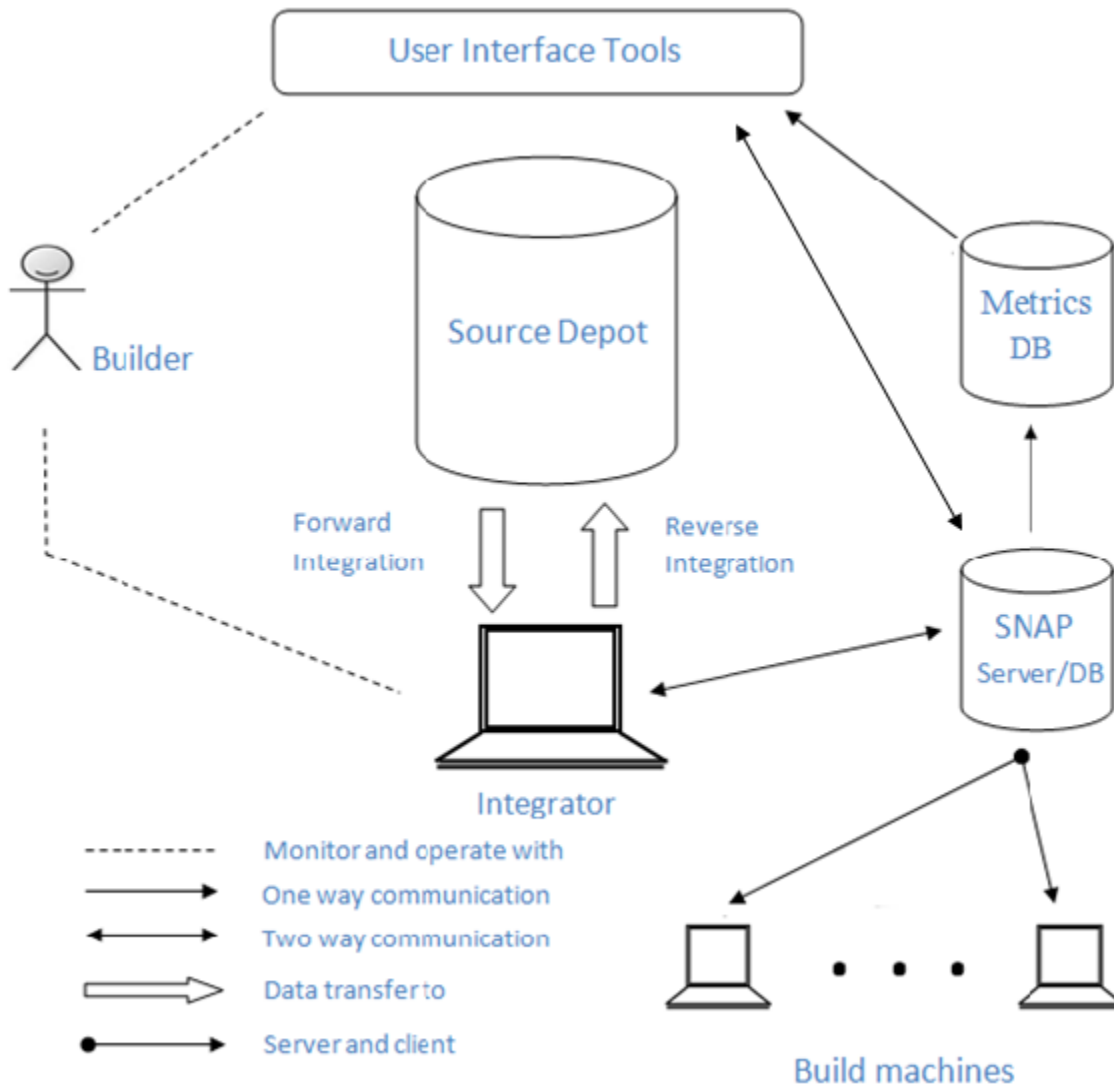 User Interface Tools
Source Depot
Metrics
DB
Builder
Forward
Integration
Reverse
Integration
SNAP
Server/DB
Integrator
Monitor and operate with
One way communication
Two way communication
Data transfer to
Server and client
Build machines